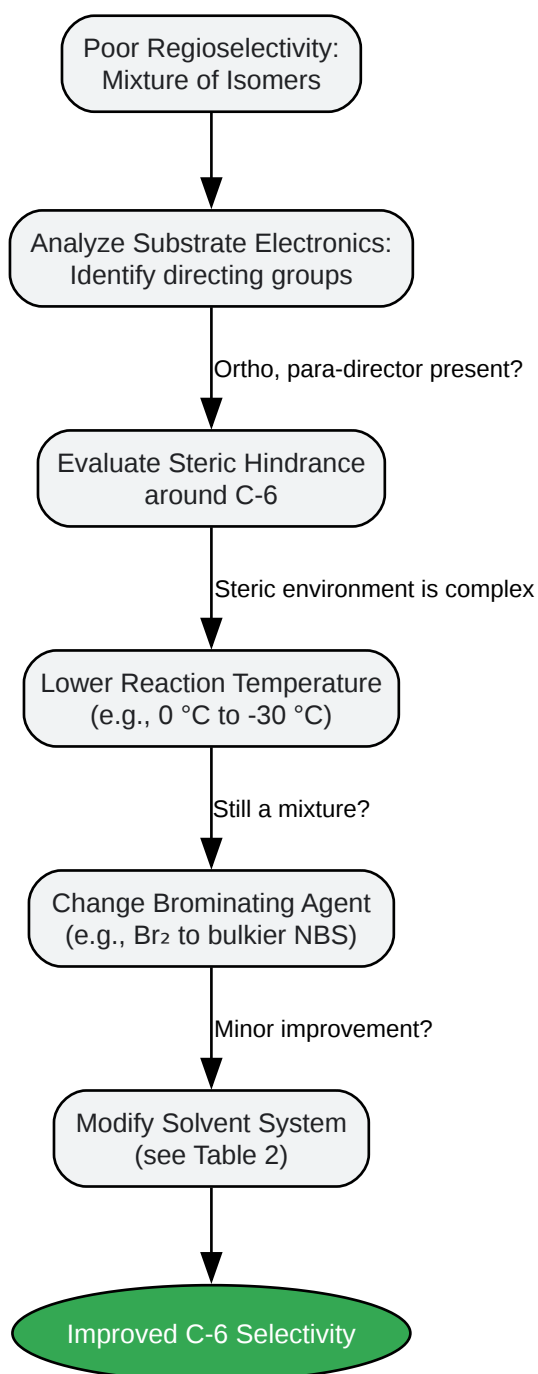 Poor Regioselectivity:
Mixture of Isomers
Analyze Substrate Electronics:
Identify directing groups
Ortho, para-director present?
Evaluate Steric Hindrance
around C-6
Steric environment is complex
Lower Reaction Temperature
(e.g., 0 °C to -30 °C)
Still a mixture?
Change Brominating Agent
(e.g., Br₂ to bulkier NBS)
Minor improvement?
Modify Solvent System
(see Table 2)
Improved C-6 Selectivity